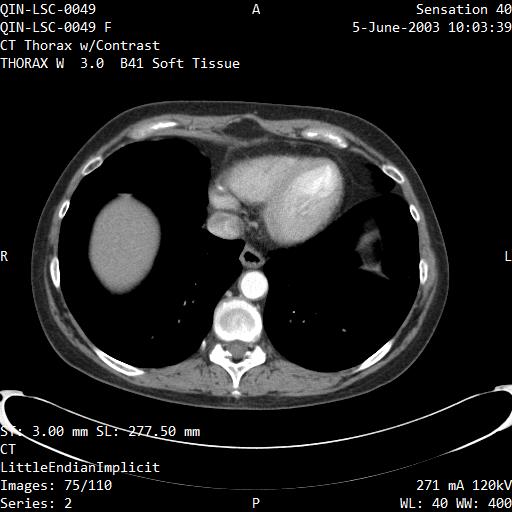 QIN-LSC-0049 A Sensation 40
QIN-LSC-0049 F 5-June-2003 10:03:39
CT Thorax w/Contrast
THORAX W 3.0 B41 Soft Tissue
R L
ST: 3.00 mm SL: 277.50 mm
CT
LittleEndianImplicit
Images: 75/110 271 mA 120kV
Series: 2 P WL: 40 WW: 400